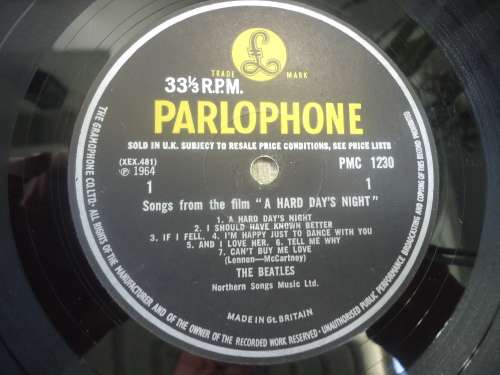 £
TRADE MARK
33⅓ R.P.M.
PARLOPHONE
SOLD IN U.K. SUBJECT TO RESALE PRICE CONDITIONS, SEE PRICE LISTS
(XEX.481) PMC 1230
℗ 1964
1 1
Songs from the film "A HARD DAY'S NIGHT"
1. A HARD DAY'S NIGHT
2. I SHOULD HAVE KNOWN BETTER
3. IF I FELL. 4. I'M HAPPY JUST TO DANCE WITH YOU
5. AND I LOVE HER. 6. TELL ME WHY
7. CAN'T BUY ME LOVE
(Lennon—McCartney)
THE BEATLES
Northern Songs Music Ltd.
MADE IN Gt. BRITAIN
THE GRAMOPHONE CO. LTD. · ALL RIGHTS OF THE MANUFACTURER AND OF THE OWNER OF THE RECORDED WORK RESERVED · UNAUTHORISED PUBLIC PERFORMANCE BROADCASTING AND COPYING OF THIS RECORD PROHIBITED